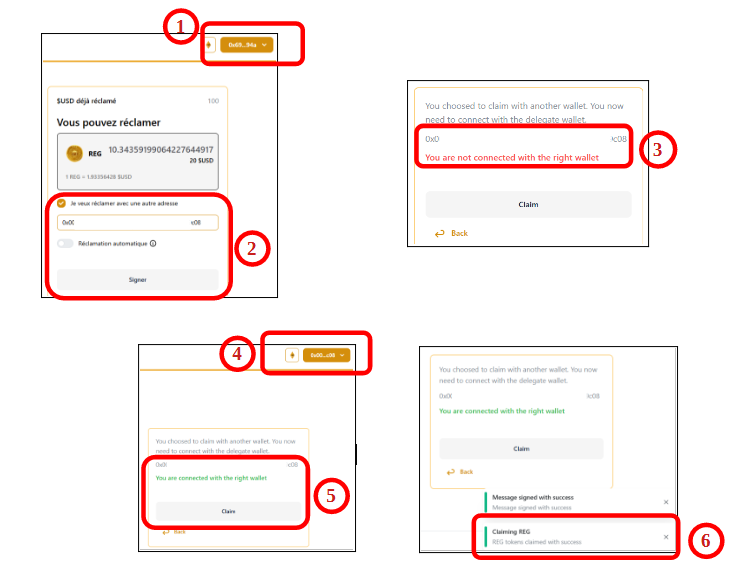 1
0x69...94a
$USD déjà réclamé 100
Vous pouvez réclamer
REG 10.34359199064227644917
20 $USD
1 REG = 1.93356428 $USD
Je veux réclamer avec une autre adresse
0x00 c08
Réclamation automatique
Signer
2
You choosed to claim with another wallet. You now
need to connect with the delegate wallet.
0x0 c08
You are not connected with the right wallet
Claim
Back
3
4
0x00...c08
You choosed to claim with another wallet. You now
need to connect with the delegate wallet.
0x0 c08
You are connected with the right wallet
Claim
Back
5
You choosed to claim with another wallet. You now
need to connect with the delegate wallet.
0x0 c08
You are connected with the right wallet
Claim
Back
Message signed with success
Message signed with success
Claiming REG
REG tokens claimed with success
6